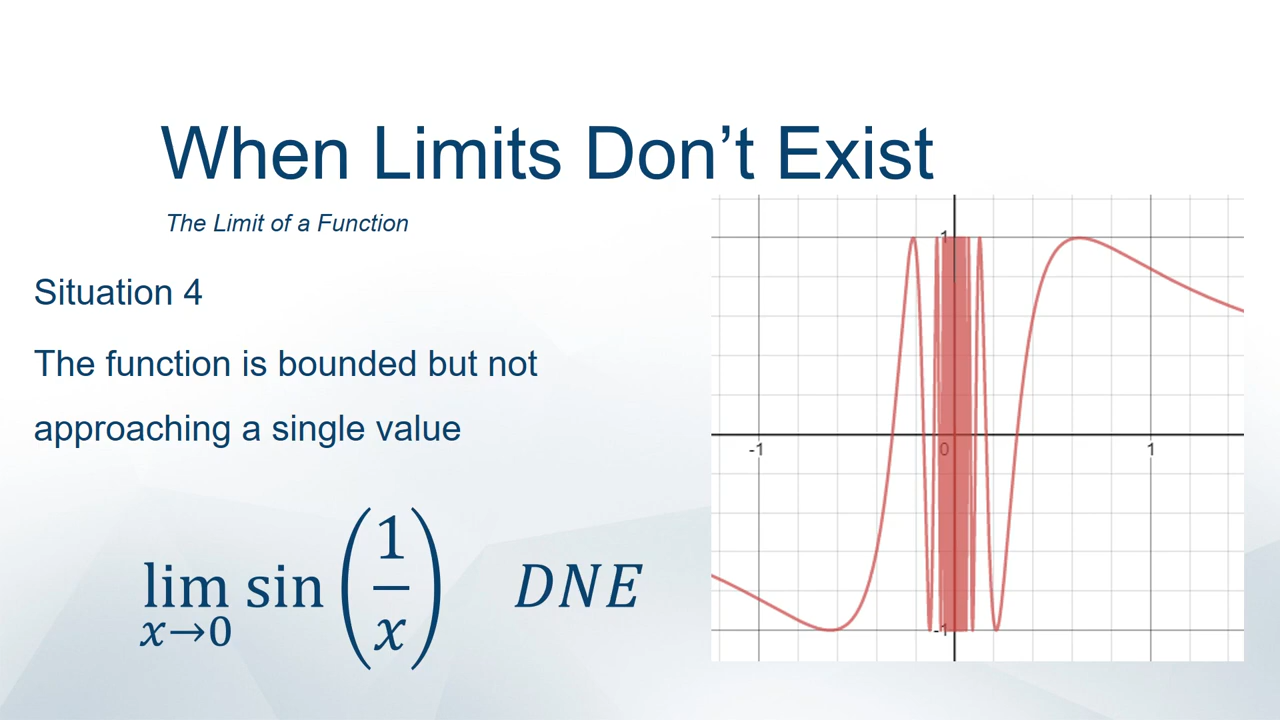 When Limits Don’t Exist
The Limit of a Function
Situation 4
The function is bounded but not
approaching a single value
lim x→0 sin(1/x) DNE
1
-1 0 1
-1